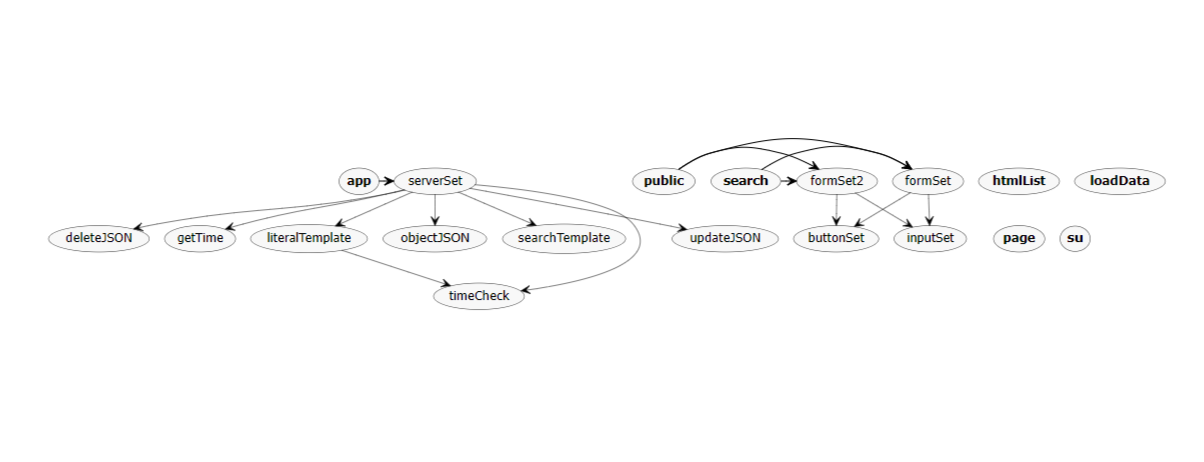 app
serverSet
public
search
formSet2
formSet
htmlList
loadData
deleteJSON
getTime
literalTemplate
objectJSON
searchTemplate
updateJSON
buttonSet
inputSet
page
su
timeCheck